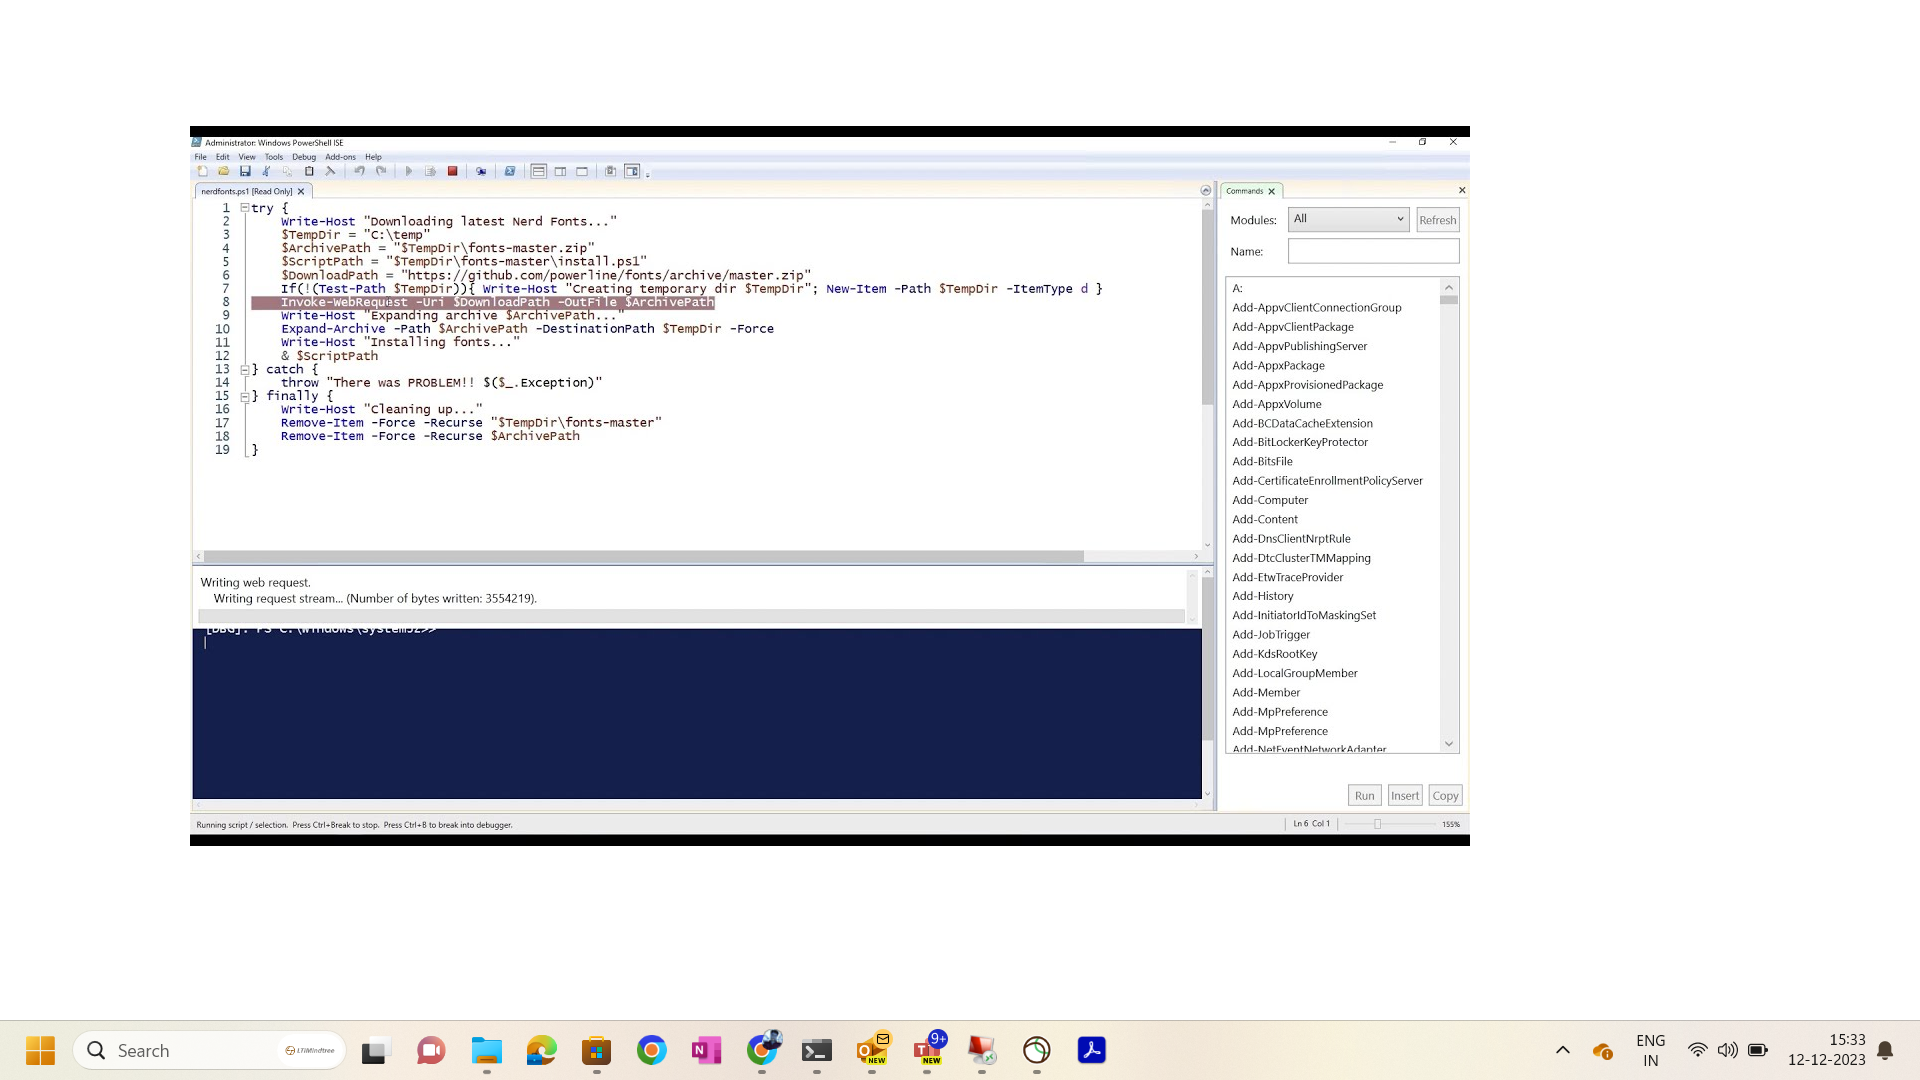 Administrator: Windows PowerShell ISE
File Edit View Tools Debug Add-ons Help
nerdfonts.ps1 [Read Only]
1 try {
2 Write-Host "Downloading latest Nerd Fonts..."
3 $TempDir = "C:\temp"
4 $ArchivePath = "$TempDir\fonts-master.zip"
5 $ScriptPath = "$TempDir\fonts-master\install.ps1"
6 $DownloadPath = "https://github.com/powerline/fonts/archive/master.zip"
7 If(!(Test-Path $TempDir)){ Write-Host "Creating temporary dir $TempDir"; New-Item -Path $TempDir -ItemType d }
8 Invoke-WebRequest -Uri $DownloadPath -OutFile $ArchivePath
9 Write-Host "Expanding archive $ArchivePath..."
10 Expand-Archive -Path $ArchivePath -DestinationPath $TempDir -Force
11 Write-Host "Installing fonts..."
12 & $ScriptPath
13 } catch {
14 throw "There was PROBLEM!! $($_.Exception)"
15 } finally {
16 Write-Host "Cleaning up..."
17 Remove-Item -Force -Recurse "$TempDir\fonts-master"
18 Remove-Item -Force -Recurse $ArchivePath
19 }
Writing web request.
Writing request stream... (Number of bytes written: 3554219).
[DBG]: PS C:\Windows\system32>>
Running script / selection. Press Ctrl+Break to stop. Press Ctrl+B to break into debugger.
Ln 6 Col 1
155%
Commands
Modules: All Refresh
Name:
A:
Add-AppvClientConnectionGroup
Add-AppvClientPackage
Add-AppvPublishingServer
Add-AppxPackage
Add-AppxProvisionedPackage
Add-AppxVolume
Add-BCDataCacheExtension
Add-BitLockerKeyProtector
Add-BitsFile
Add-CertificateEnrollmentPolicyServer
Add-Computer
Add-Content
Add-DnsClientNrptRule
Add-DtcClusterTMMapping
Add-EtwTraceProvider
Add-History
Add-InitiatorIdToMaskingSet
Add-JobTrigger
Add-KdsRootKey
Add-LocalGroupMember
Add-Member
Add-MpPreference
Add-MpPreference
Add-NetEventNetworkAdapter
Run Insert Copy
Search
LTIMindtree
NEW
9+
NEW
ENG
IN
15:33
12-12-2023